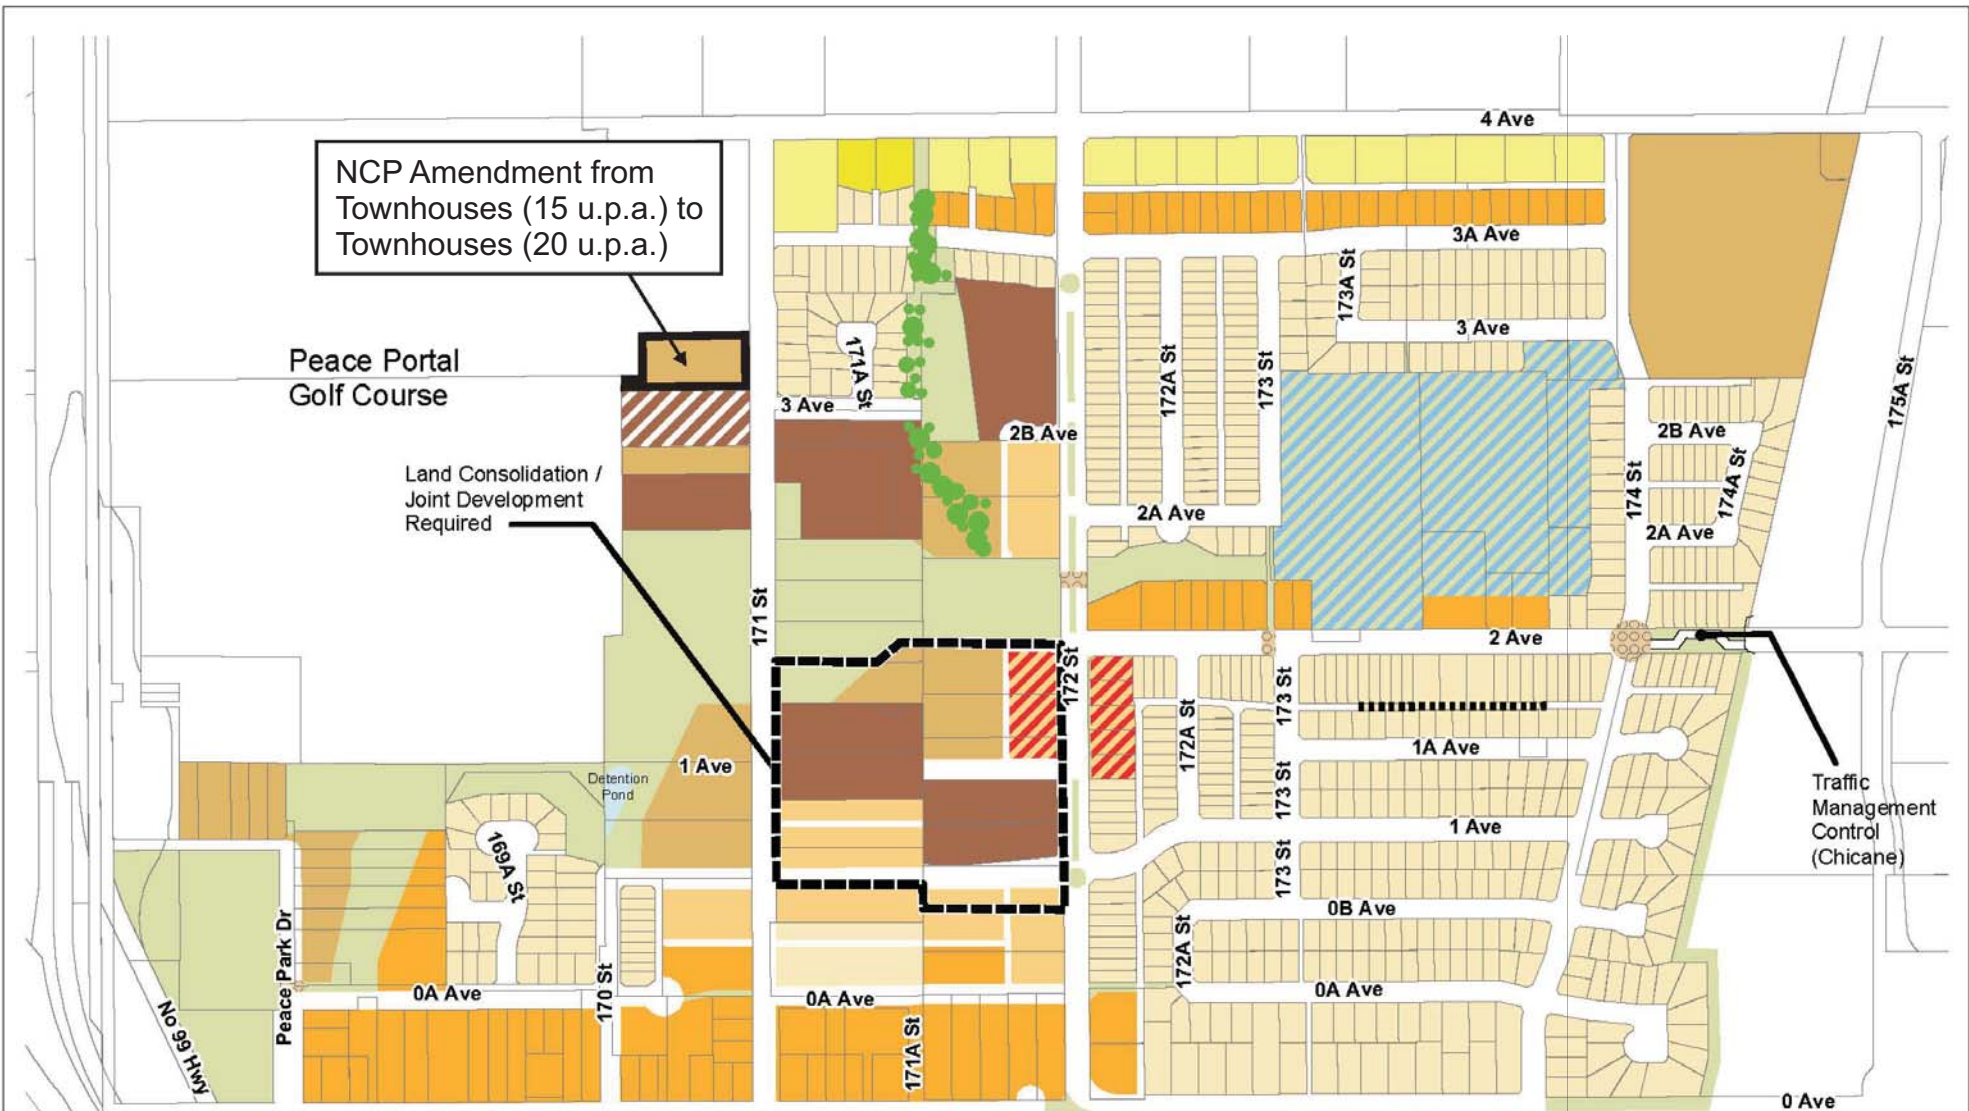 4 Ave
NCP Amendment from
Townhouses (15 u.p.a.) to
Townhouses (20 u.p.a.)
3A Ave
173A St
3 Ave
Peace Portal
Golf Course
171A St
172A St
173 St
175A St
3 Ave
2B Ave
2B Ave
Land Consolidation /
Joint Development
Required
174 St
174A St
2A Ave
2A Ave
171 St
2 Ave
172 St
173 St
172A St
1A Ave
1 Ave
Detention
Pond
173 St
Traffic
Management
Control
(Chicane)
1 Ave
169A St
173 St
0B Ave
Peace Park Dr
172A St
170 St
0A Ave
0A Ave
0A Ave
No 99 Hwy
171A St
0 Ave